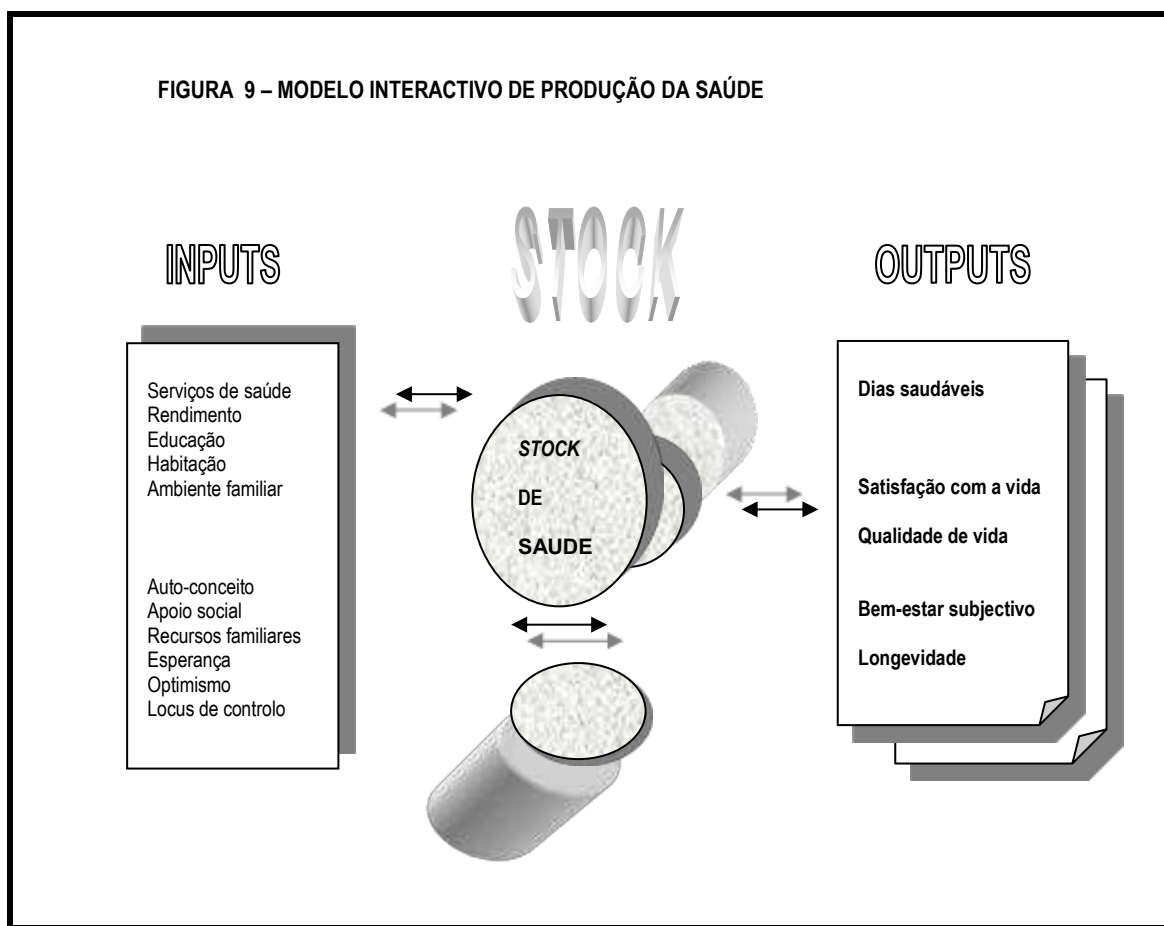 FIGURA 9 – MODELO INTERACTIVO DE PRODUÇÃO DA SAÚDE
INPUTS
STOCK
OUTPUTS
Serviços de saúde
Rendimento
Educação
Habitação
Ambiente familiar
Auto-conceito
Apoio social
Recursos familiares
Esperança
Optimismo
Locus de controlo
STOCK
DE
SAUDE
Dias saudáveis
Satisfação com a vida
Qualidade de vida
Bem-estar subjectivo
Longevidade